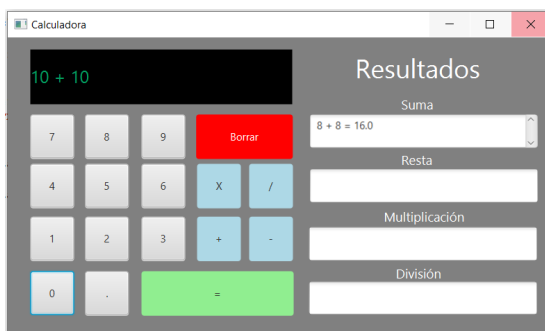 Calculadora
10 + 10
7 8 9 Borrar
4 5 6 X /
1 2 3 + -
0 . =
Resultados
Suma
8 + 8 = 16.0
Resta
Multiplicación
División